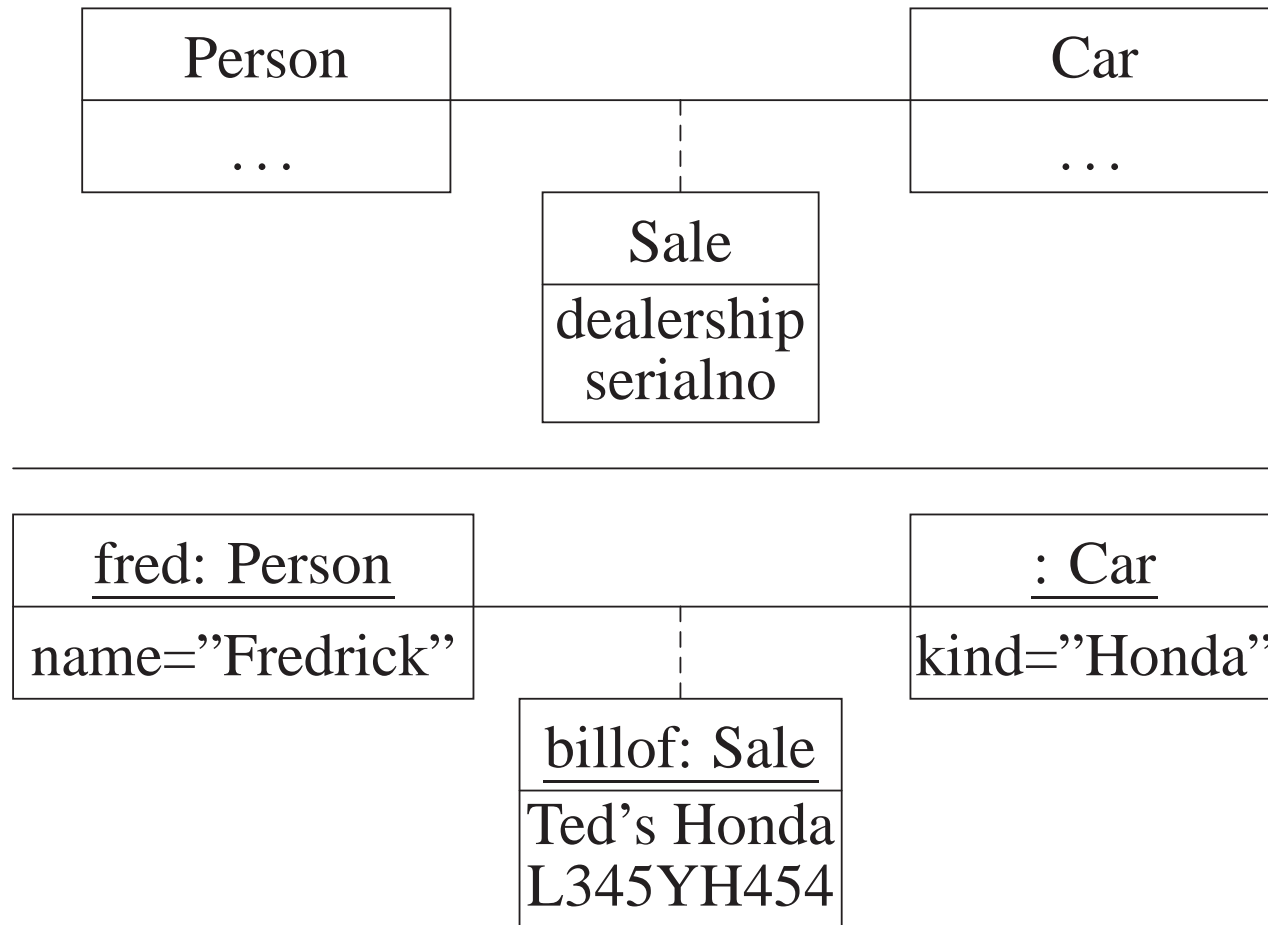 Person
Car
...
...
Sale
dealership
serialno
fred: Person
: Car
name=”Fredrick”
kind=”Honda”
billof: Sale
Ted’s Honda
L345YH454